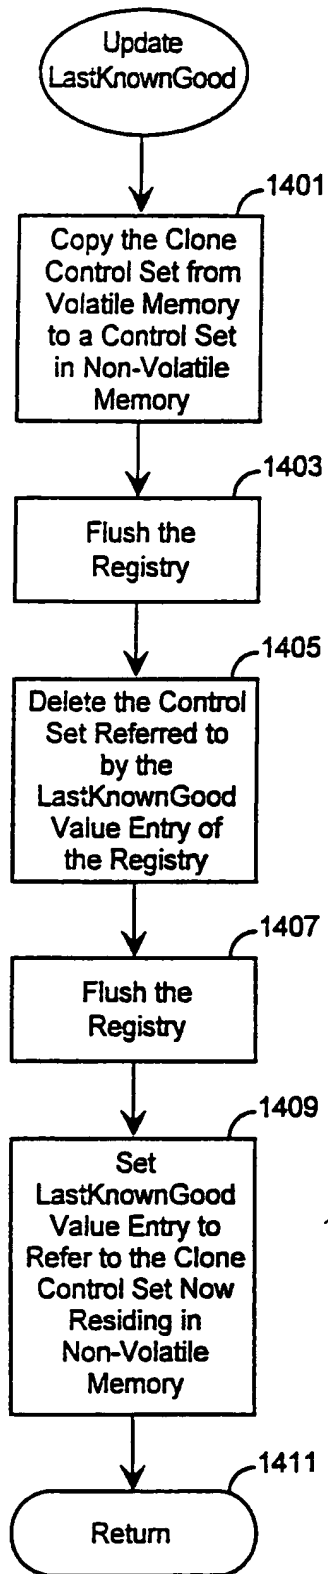 Update
LastKnownGood
1401
Copy the Clone
Control Set from
Volatile Memory
to a Control Set
in Non-Volatile
Memory
1403
Flush the
Registry
1405
Delete the Control
Set Referred to
by the
LastKnownGood
Value Entry of
the Registry
1407
Flush the
Registry
1409
Set
LastKnownGood
Value Entry to
Refer to the Clone
Control Set Now
Residing in
Non-Volatile
Memory
1411
Return